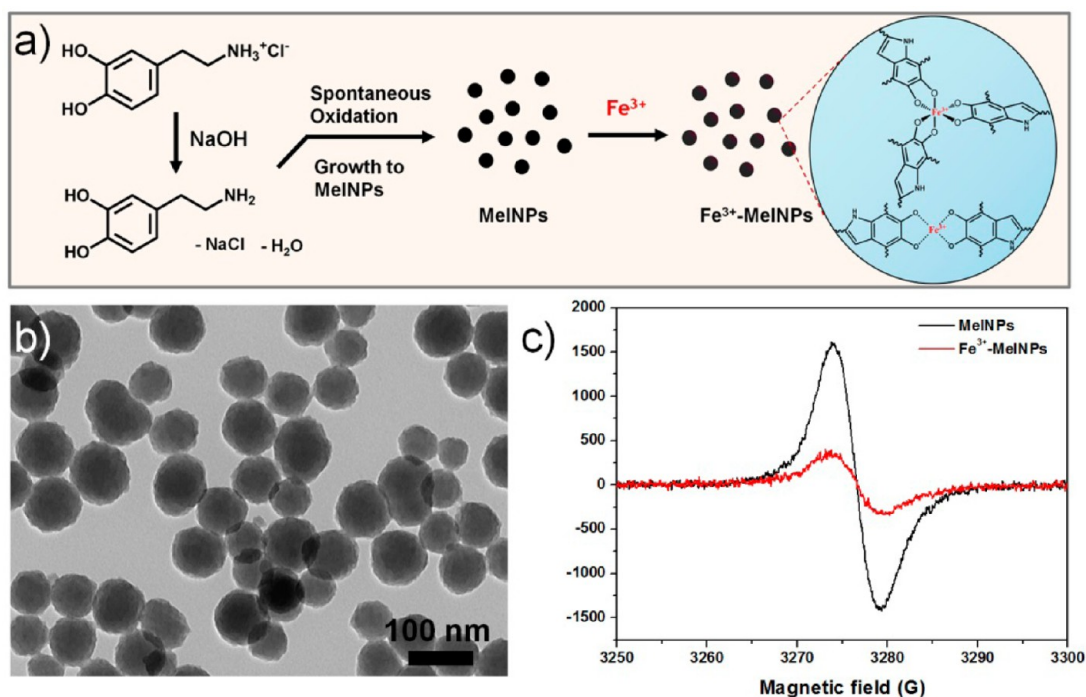 a)
HO
HO
NH₃⁺Cl⁻
NaOH
HO
HO
NH₂
- NaCl - H₂O
Spontaneous
Oxidation
Growth to
MelNPs
MelNPs
Fe³⁺
Fe³⁺-MelNPs
NH
O
O
O
O
Fe³⁺
O
O
N
H
NH
H
N
O
O
Fe³⁺
O
O
N
H
b)
100 nm
c)
MelNPs
Fe³⁺-MelNPs
2000
1500
1000
500
0
-500
-1000
-1500
3250
3260
3270
3280
3290
3300
Magnetic field (G)